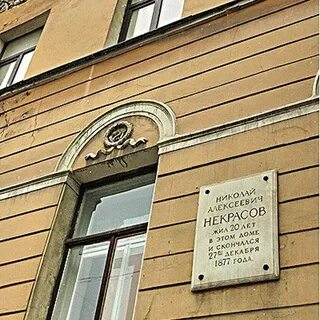 НИКОЛАЙ
АЛЕКСЕЕВИЧ
НЕКРАСОВ
ЖИЛ 20 ЛЕТ
В ЭТОМ ДОМЕ
И СКОНЧАЛСЯ
27ГО ДЕКАБРЯ
1877 ГОДА.